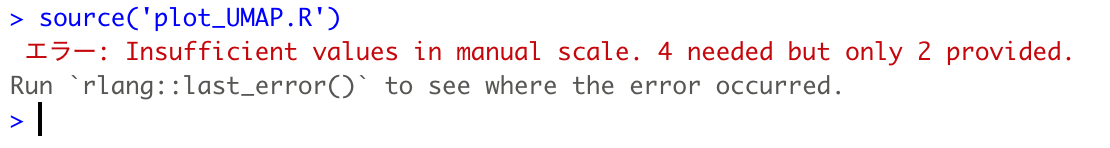 > source('plot_UMAP.R')
エラー: Insufficient values in manual scale. 4 needed but only 2 provided.
Run `rlang::last_error()` to see where the error occurred.
>